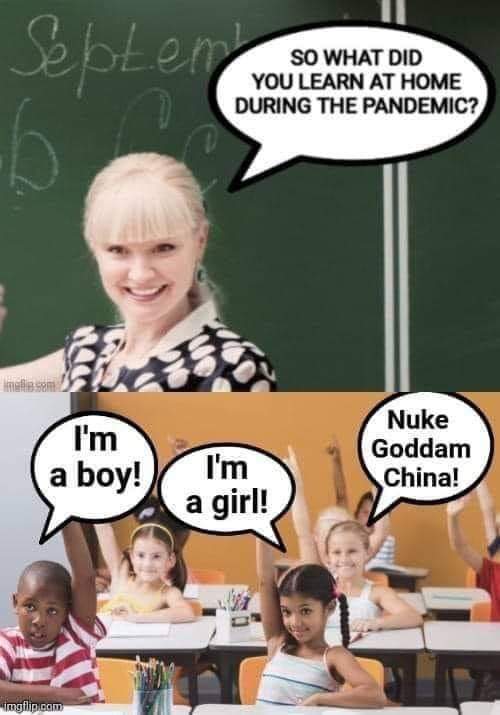 Septem
SO WHAT DID
YOU LEARN AT HOME
DURING THE PANDEMIC?
imgflip.com
I'm
a boy!
I'm
a girl!
Nuke
Goddam
China!
imgflip.com